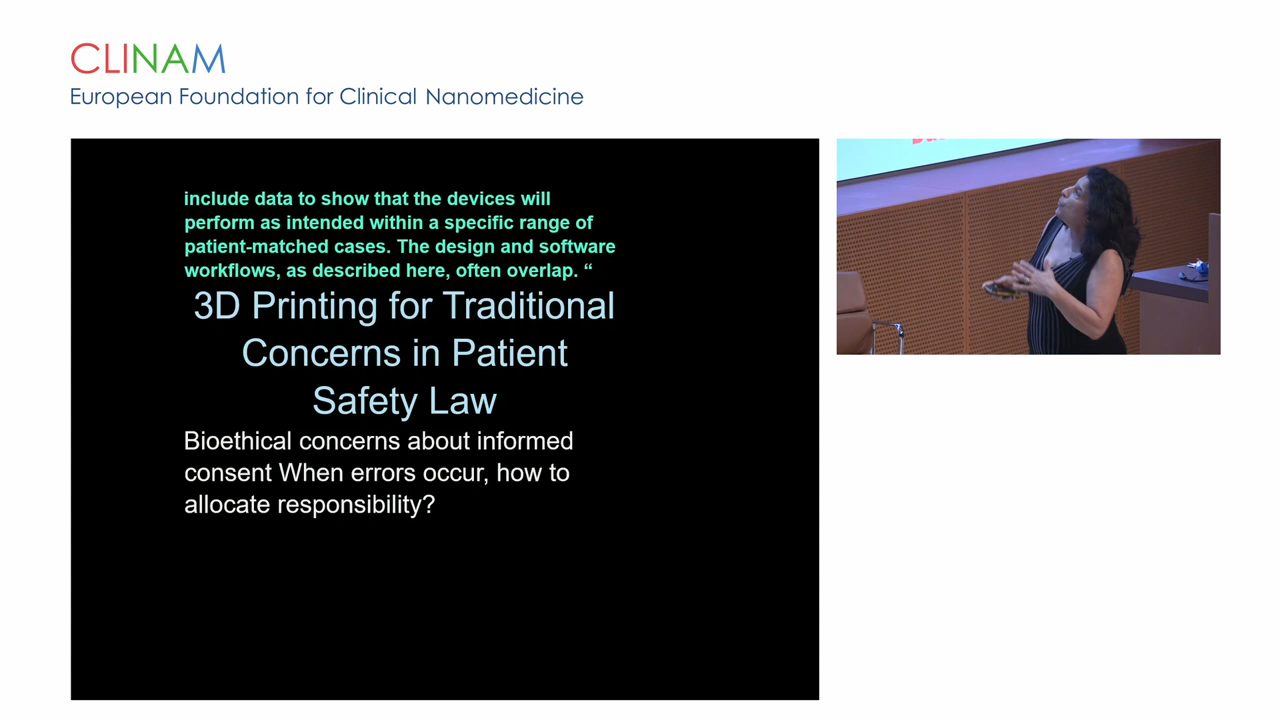 CLINAM
European Foundation for Clinical Nanomedicine
include data to show that the devices will
perform as intended within a specific range of
patient-matched cases. The design and software
workflows, as described here, often overlap. “
3D Printing for Traditional
Concerns in Patient
Safety Law
Bioethical concerns about informed
consent When errors occur, how to
allocate responsibility?